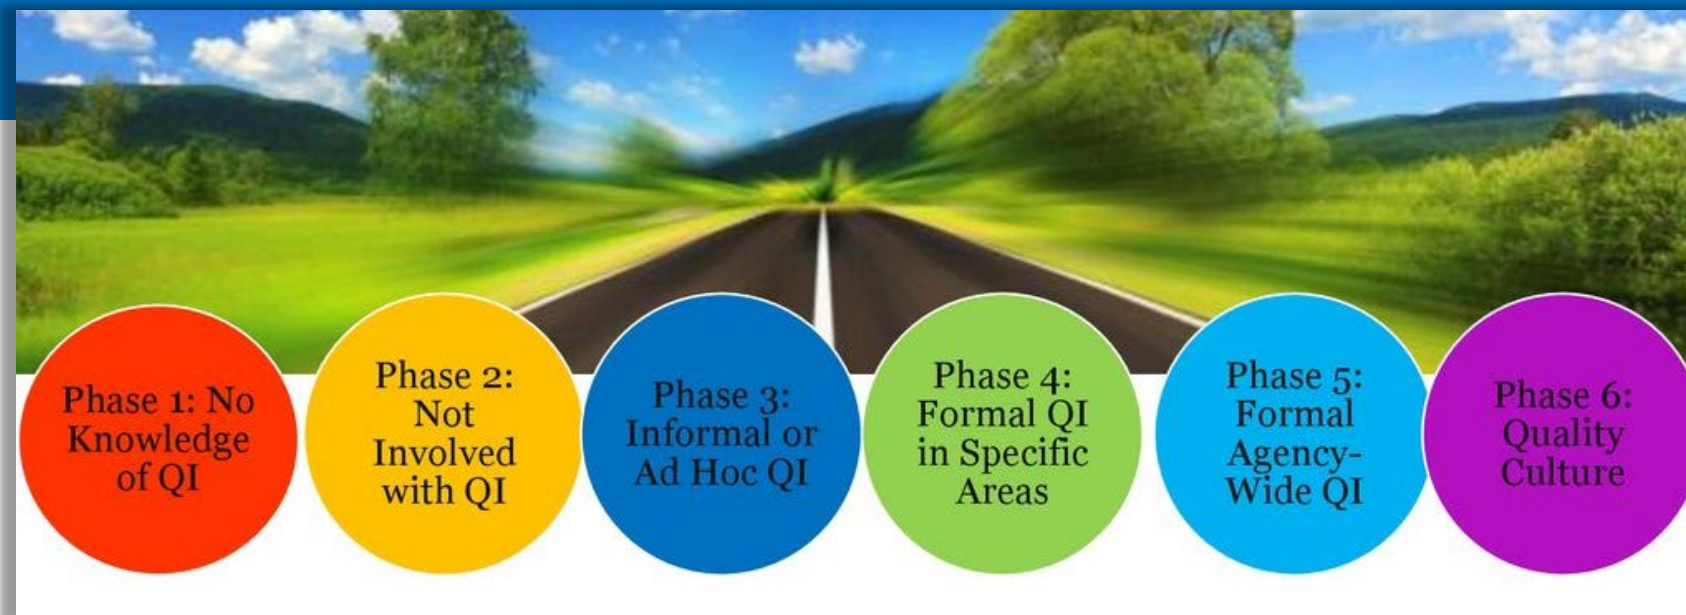 Phase 1: No
Knowledge
of QI
Phase 2:
Not
Involved
with QI
Phase 3:
Informal or
Ad Hoc QI
Phase 4:
Formal QI
in Specific
Areas
Phase 5:
Formal
Agency-
Wide QI
Phase 6:
Quality
Culture